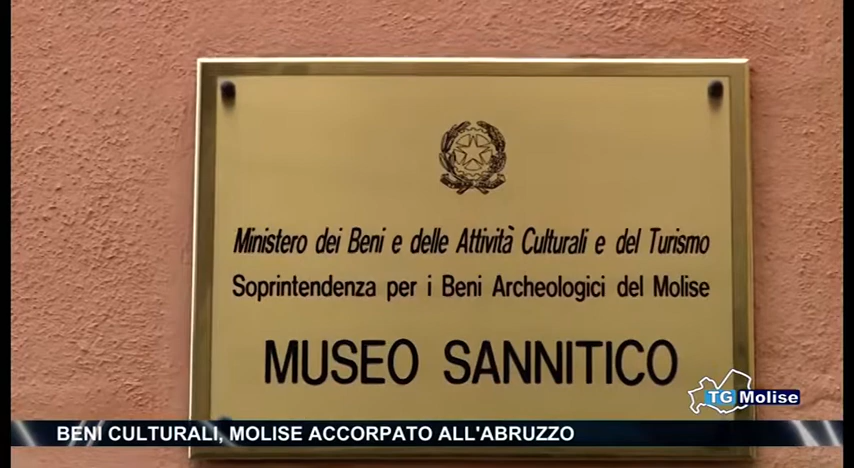 Ministero dei Beni e delle Attività Culturali e del Turismo
Soprintendenza per i Beni Archeologici del Molise
MUSEO SANNITICO
TG Molise
BENI CULTURALI, MOLISE ACCORPATO ALL'ABRUZZO